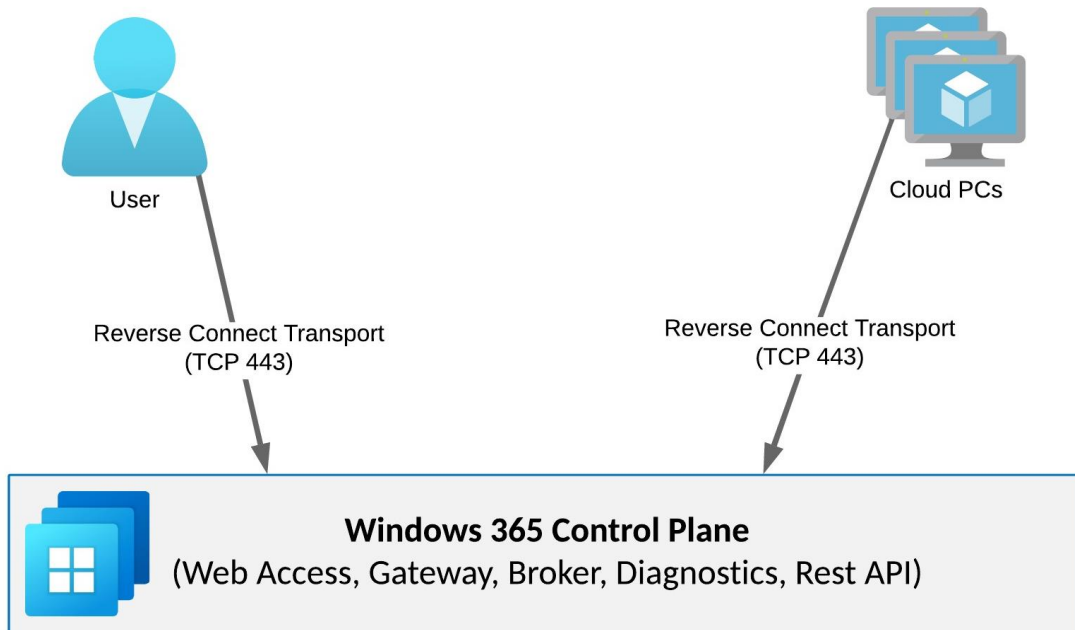 User
Cloud PCs
Reverse Connect Transport
(TCP 443)
Reverse Connect Transport
(TCP 443)
Windows 365 Control Plane
(Web Access, Gateway, Broker, Diagnostics, Rest API)